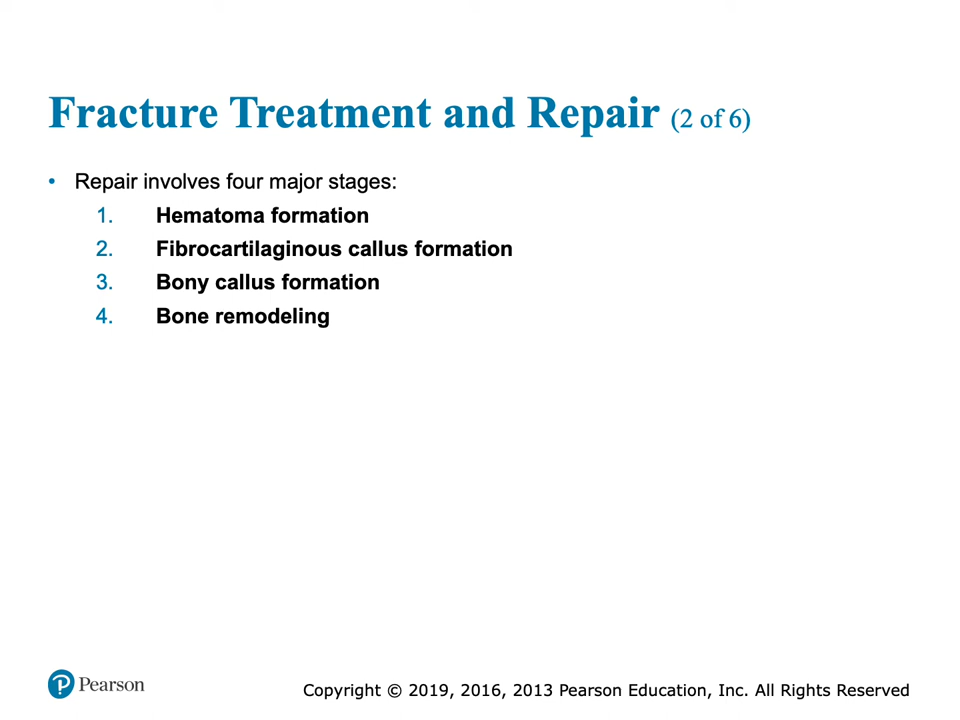 Fracture Treatment and Repair (2 of 6)
• Repair involves four major stages:
1. Hematoma formation
2. Fibrocartilaginous callus formation
3. Bony callus formation
4. Bone remodeling
Pearson
Copyright © 2019, 2016, 2013 Pearson Education, Inc. All Rights Reserved